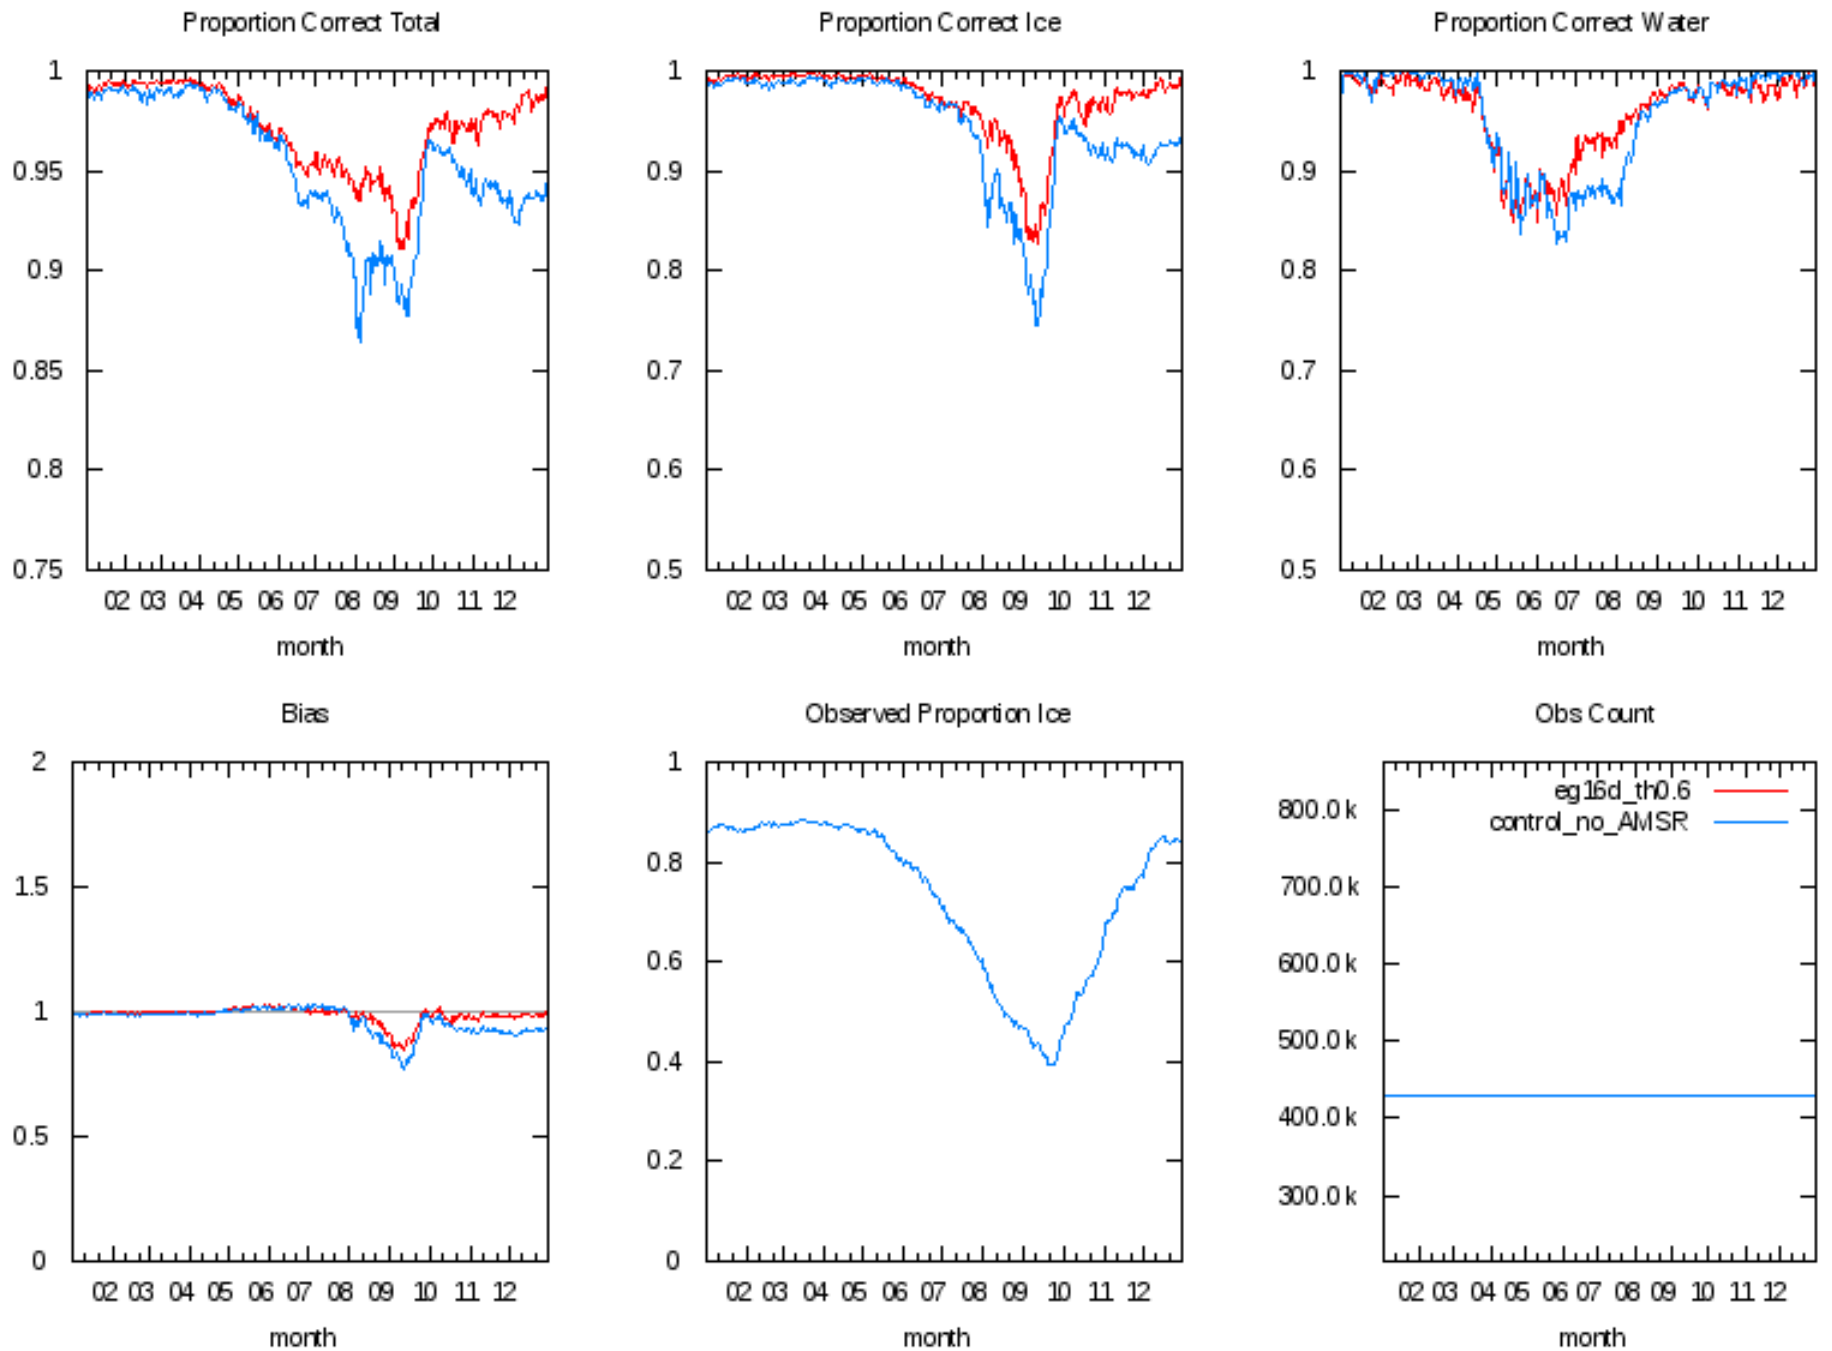 Proportion Correct Total
1
0.95
0.9
0.85
0.8
0.75
02 03 04 05 06 07 08 09 10 11 12
month
Proportion Correct Ice
1
0.9
0.8
0.7
0.6
0.5
02 03 04 05 06 07 08 09 10 11 12
month
Proportion Correct Water
1
0.9
0.8
0.7
0.6
0.5
02 03 04 05 06 07 08 09 10 11 12
month
Bias
2
1.5
1
0.5
0
02 03 04 05 06 07 08 09 10 11 12
month
Observed Proportion Ice
1
0.8
0.6
0.4
0.2
0
02 03 04 05 06 07 08 09 10 11 12
month
Obs Count
eg16d_th0.6
control_no_AMSR
800.0k
700.0k
600.0k
500.0k
400.0k
300.0k
02 03 04 05 06 07 08 09 10 11 12
month